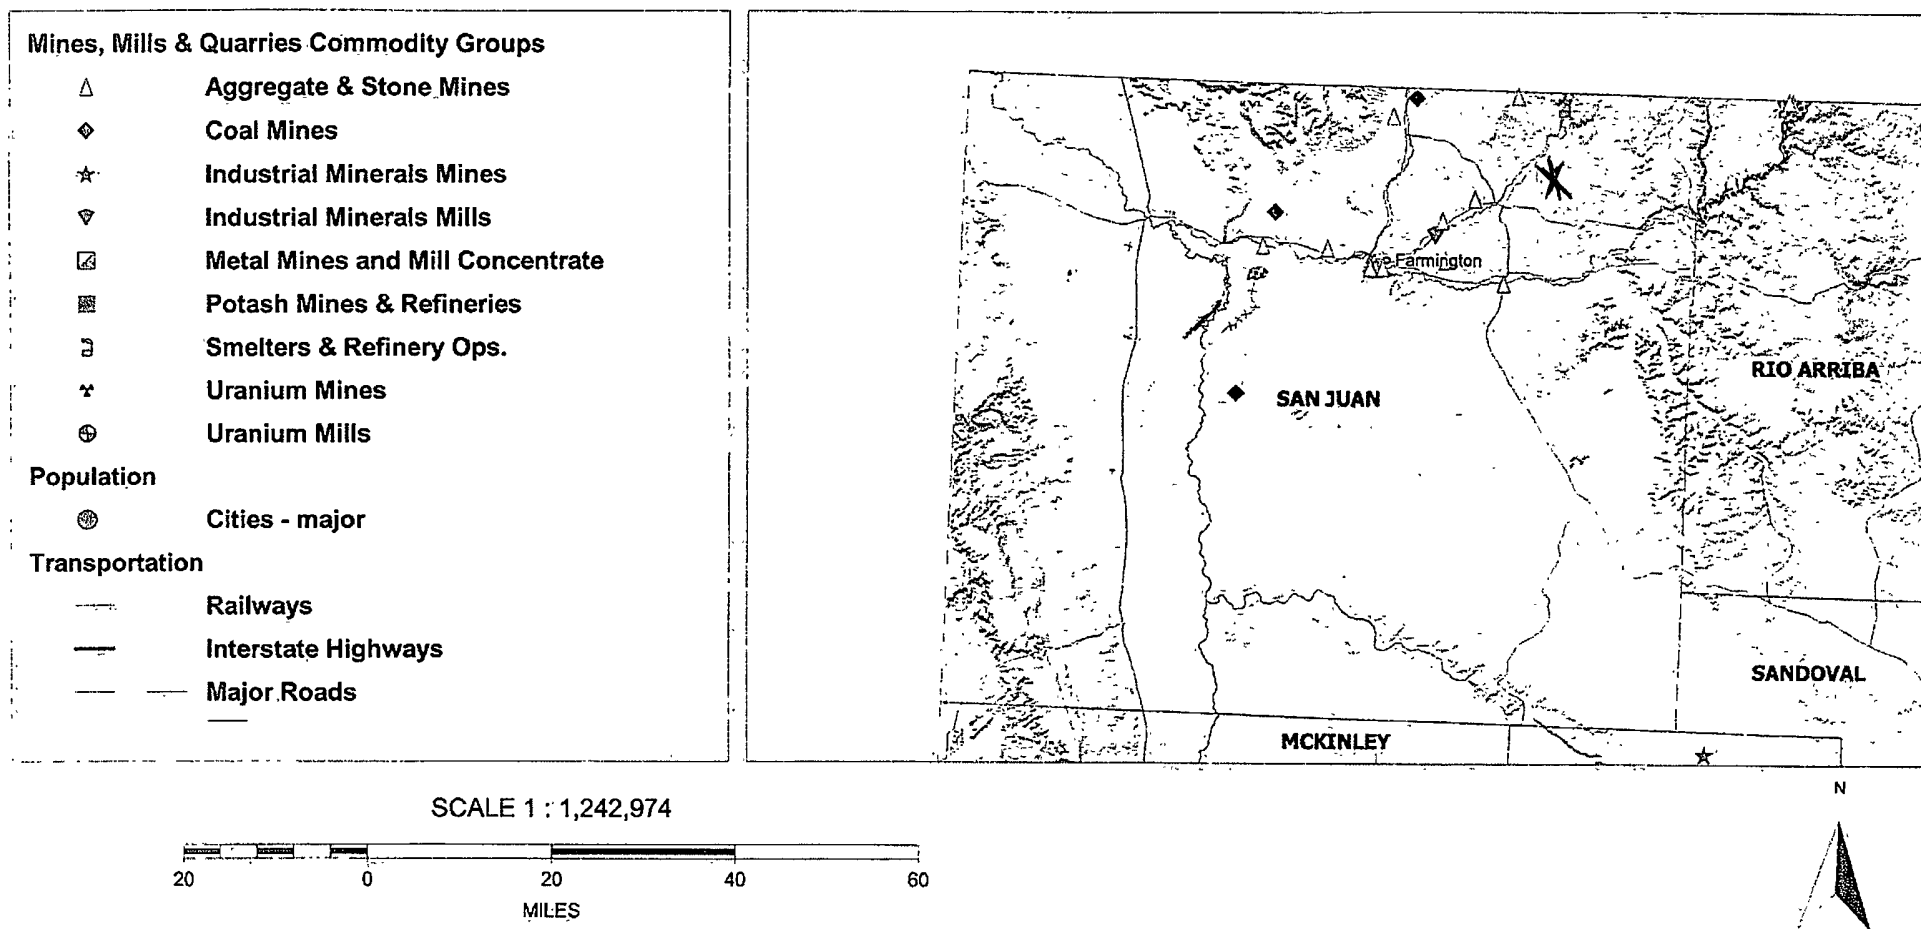 Mines, Mills & Quarries Commodity Groups
Aggregate & Stone Mines
Coal Mines
Industrial Minerals Mines
Industrial Minerals Mills
Metal Mines and Mill Concentrate
Potash Mines & Refineries
Smelters & Refinery Ops.
Uranium Mines
Uranium Mills
Population
Cities - major
Transportation
Railways
Interstate Highways
Major Roads
Farmington
RIO ARRIBA
SAN JUAN
SANDOVAL
MCKINLEY
SCALE 1 : 1,242,974
20 0 20 40 60
MILES
N